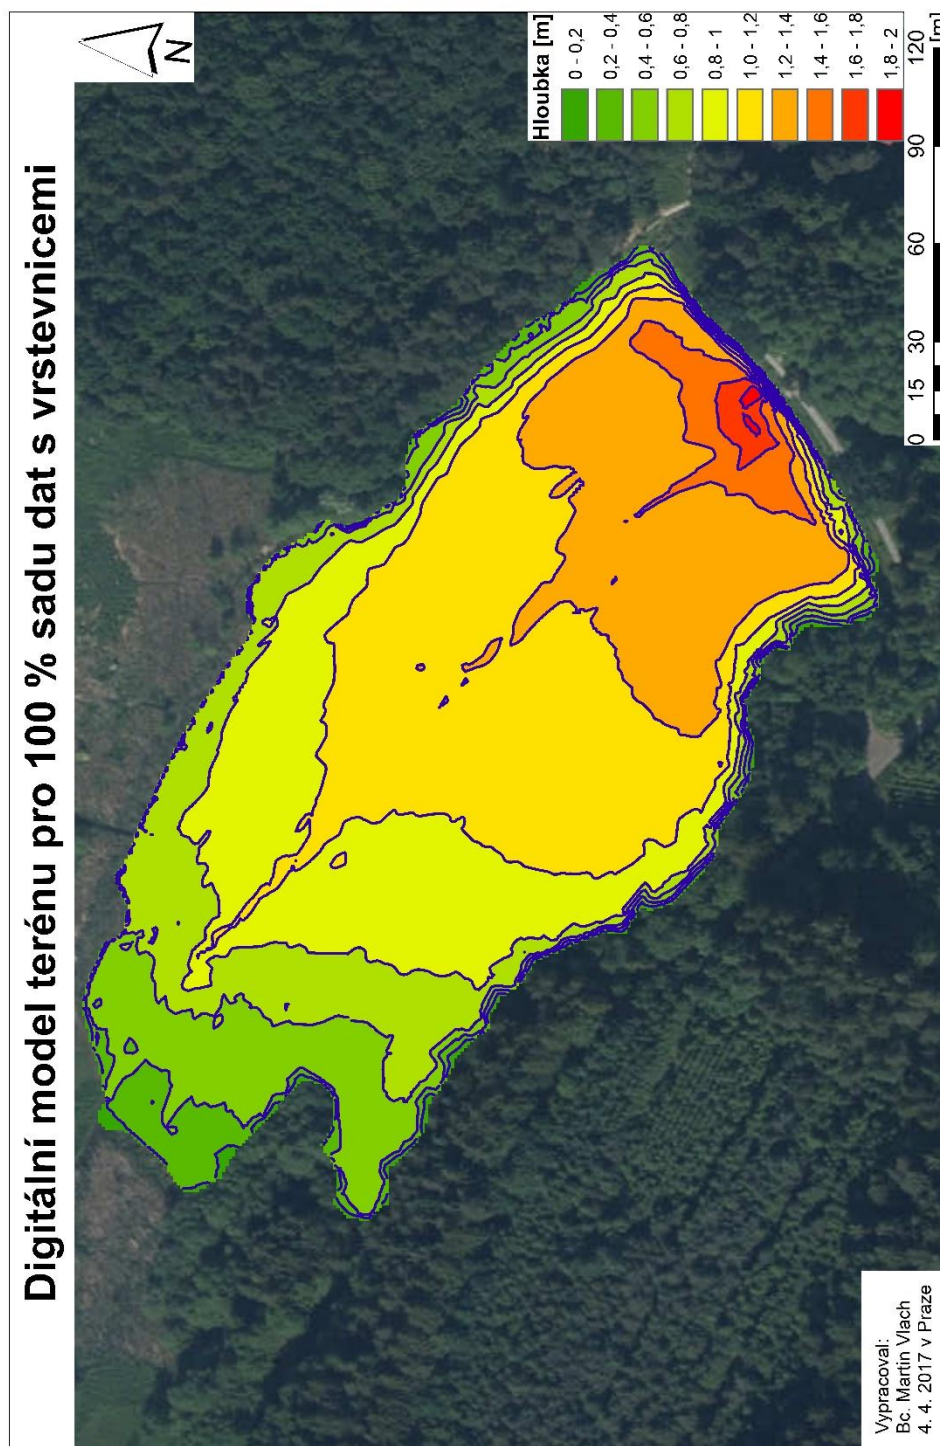 Digitální model terénu pro 100 % sadu dat s vrstevnicemi
N
Hloubka [m]
0 - 0,2
0,2 - 0,4
0,4 - 0,6
0,6 - 0,8
0,8 - 1
1,0 - 1,2
1,2 - 1,4
1,4 - 1,6
1,6 - 1,8
1,8 - 2
Vypracoval:
Bc. Martin Vlach
4. 4. 2017 v Praze
0 15 30 60 90 120
[m]